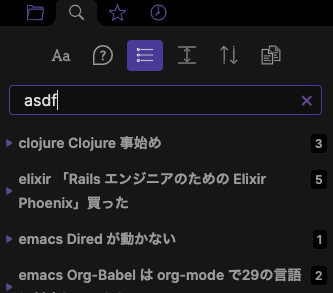 Aa
asdf
clojure Clojure 事始め
3
elixir 「Rails エンジニアのための Elixir
Phoenix」買った
5
emacs Dired が動かない
1
emacs Org-Babel は org-mode で29の言語
2